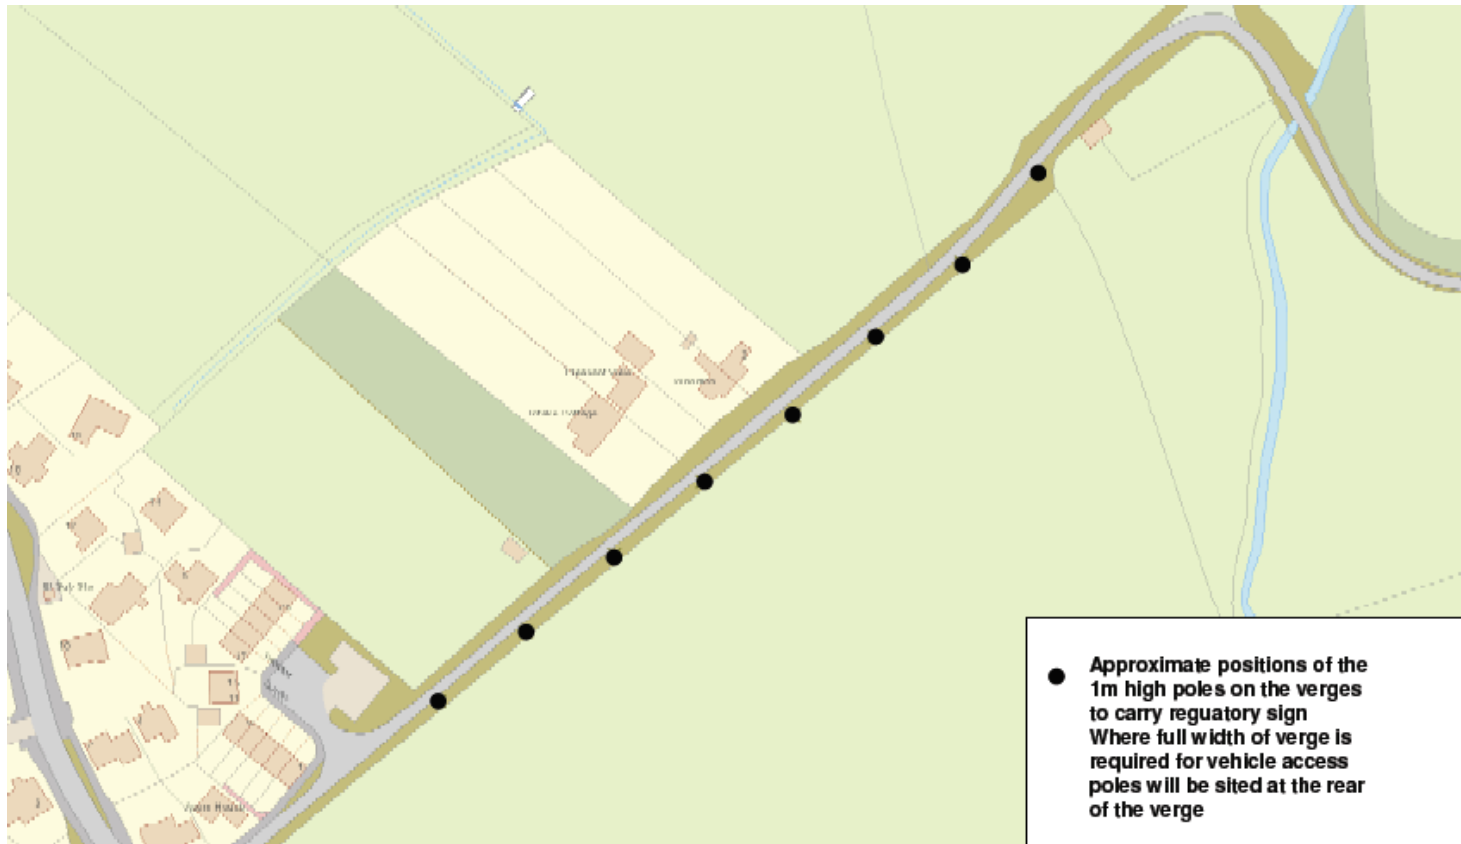 Approximate positions of the
1m high poles on the verges
to carry reguatory sign
Where full width of verge is
required for vehicle access
poles will be sited at the rear
of the verge